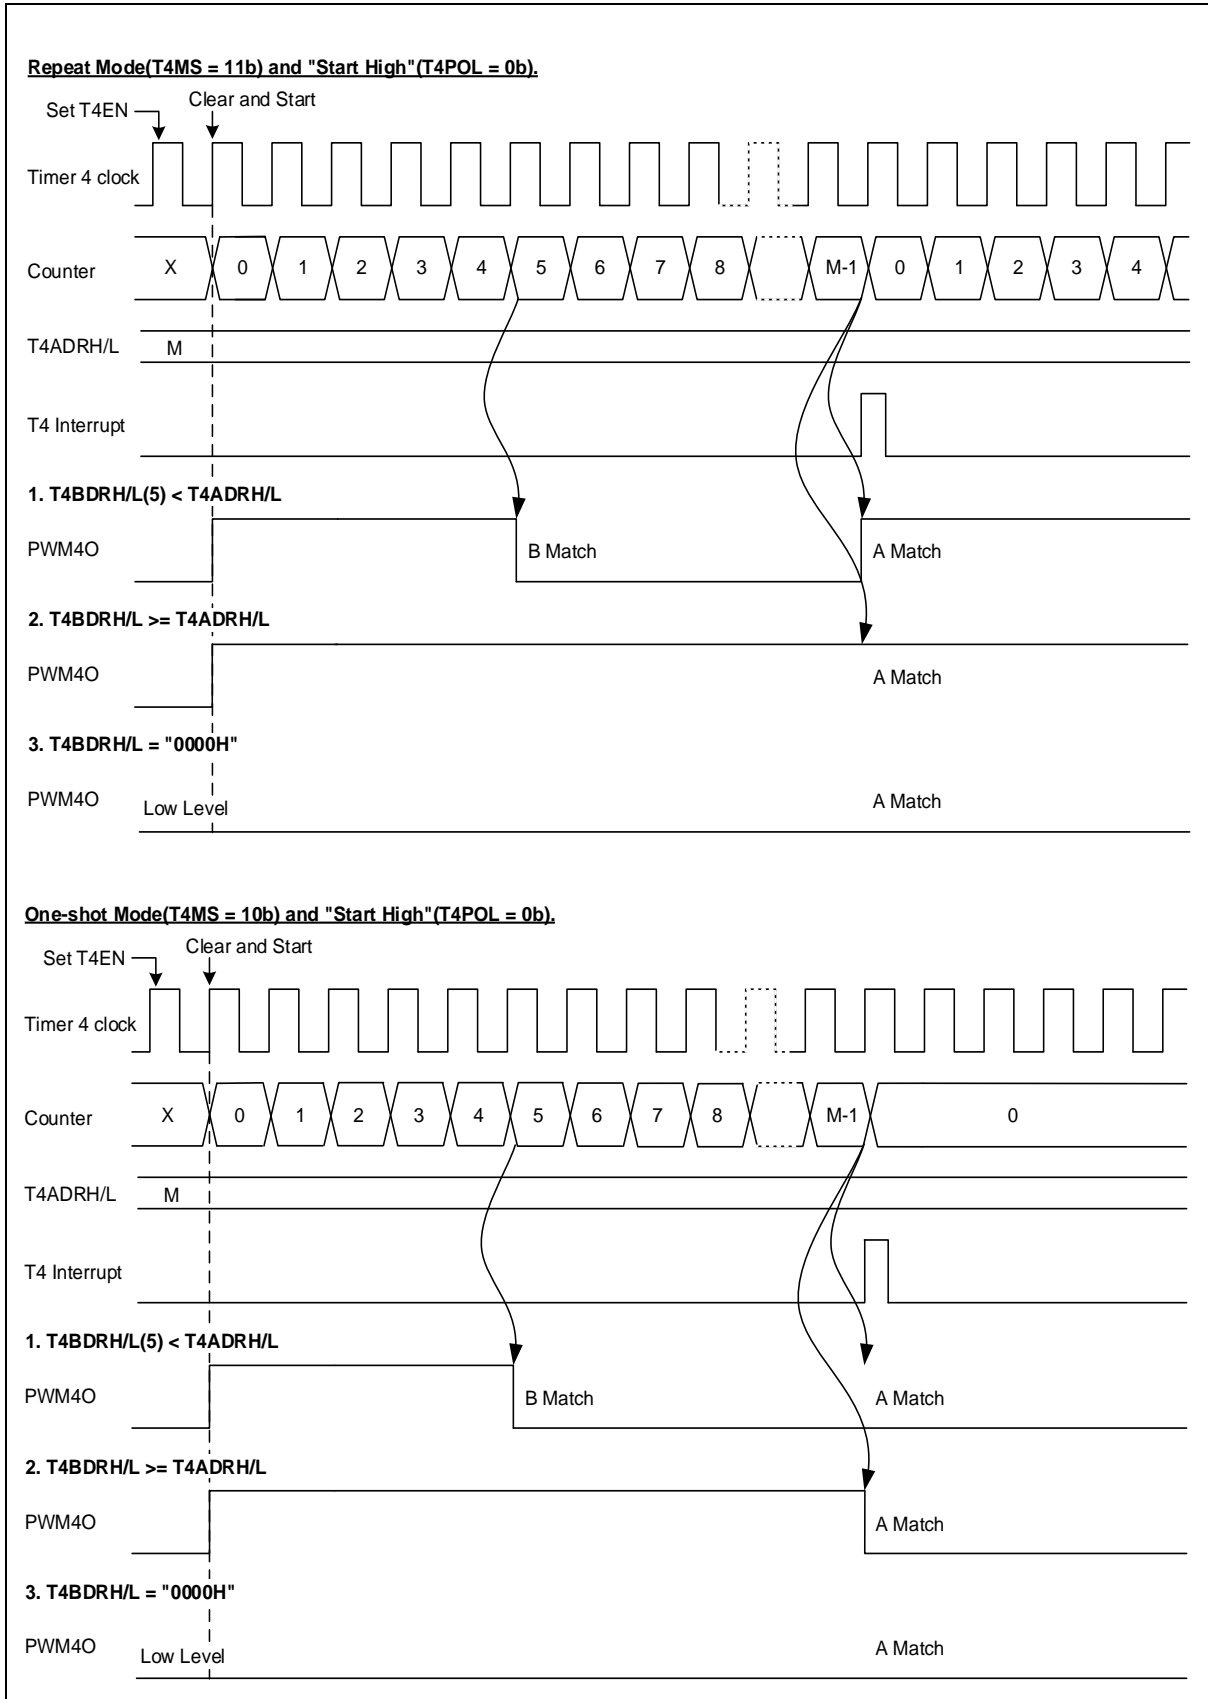 Repeat Mode(T4MS = 11b) and "Start High"(T4POL = 0b).
Set T4EN
Clear and Start
Timer 4 clock
Counter X 0 1 2 3 4 5 6 7 8 M-1 0 1 2 3 4
T4ADRH/L M
T4 Interrupt
1. T4BDRH/L(5) < T4ADRH/L
PWM4O B Match A Match
2. T4BDRH/L >= T4ADRH/L
PWM4O A Match
3. T4BDRH/L = "0000H"
PWM4O Low Level A Match
One-shot Mode(T4MS = 10b) and "Start High"(T4POL = 0b).
Set T4EN
Clear and Start
Timer 4 clock
Counter X 0 1 2 3 4 5 6 7 8 M-1 0
T4ADRH/L M
T4 Interrupt
1. T4BDRH/L(5) < T4ADRH/L
PWM4O B Match A Match
2. T4BDRH/L >= T4ADRH/L
PWM4O A Match
3. T4BDRH/L = "0000H"
PWM4O Low Level A Match